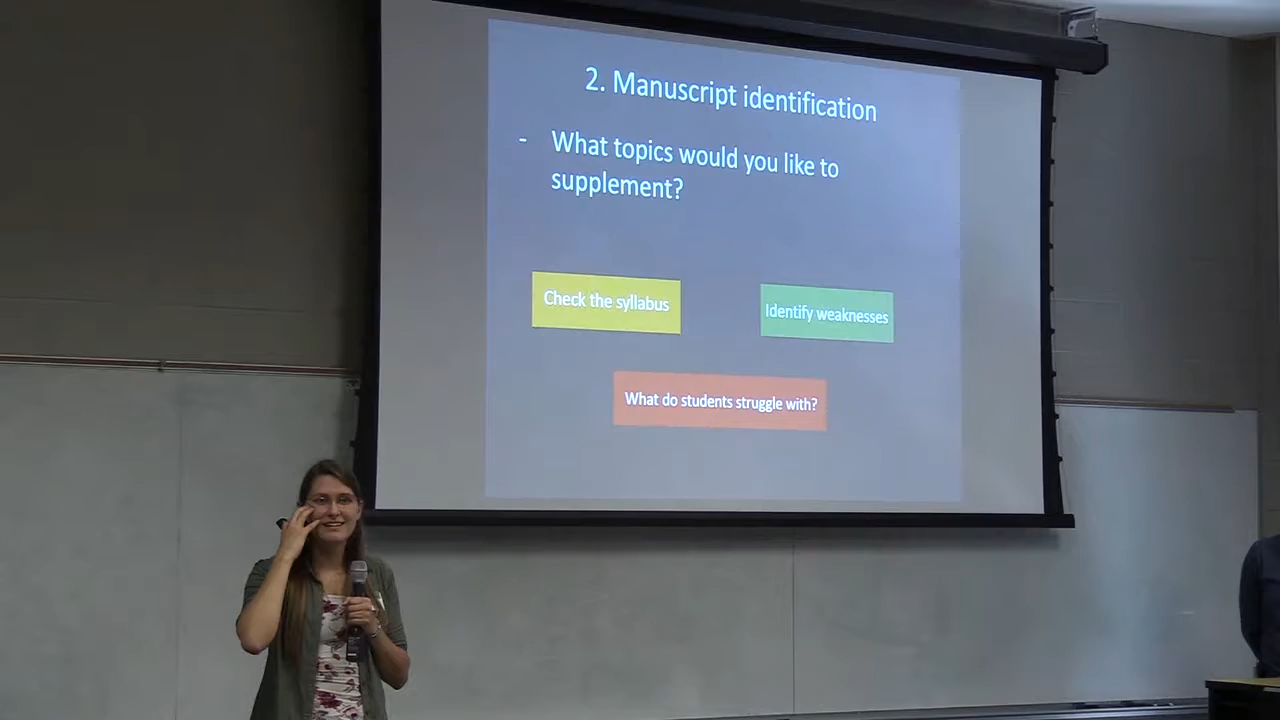 2. Manuscript identification
- What topics would you like to
supplement?
Check the syllabus
Identify weaknesses
What do students struggle with?